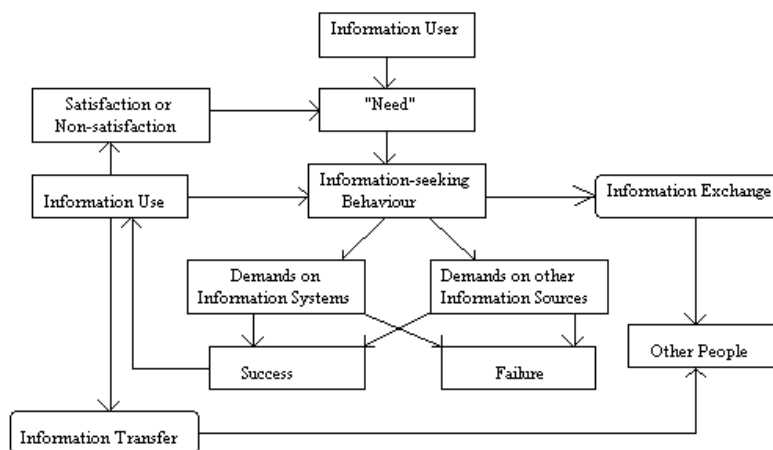 Information User
"Need"
Satisfaction or
Non-satisfaction
Information-seeking
Behaviour
Information Use
Information Exchange
Demands on
Information Systems
Demands on other
Information Sources
Success
Failure
Other People
Information Transfer